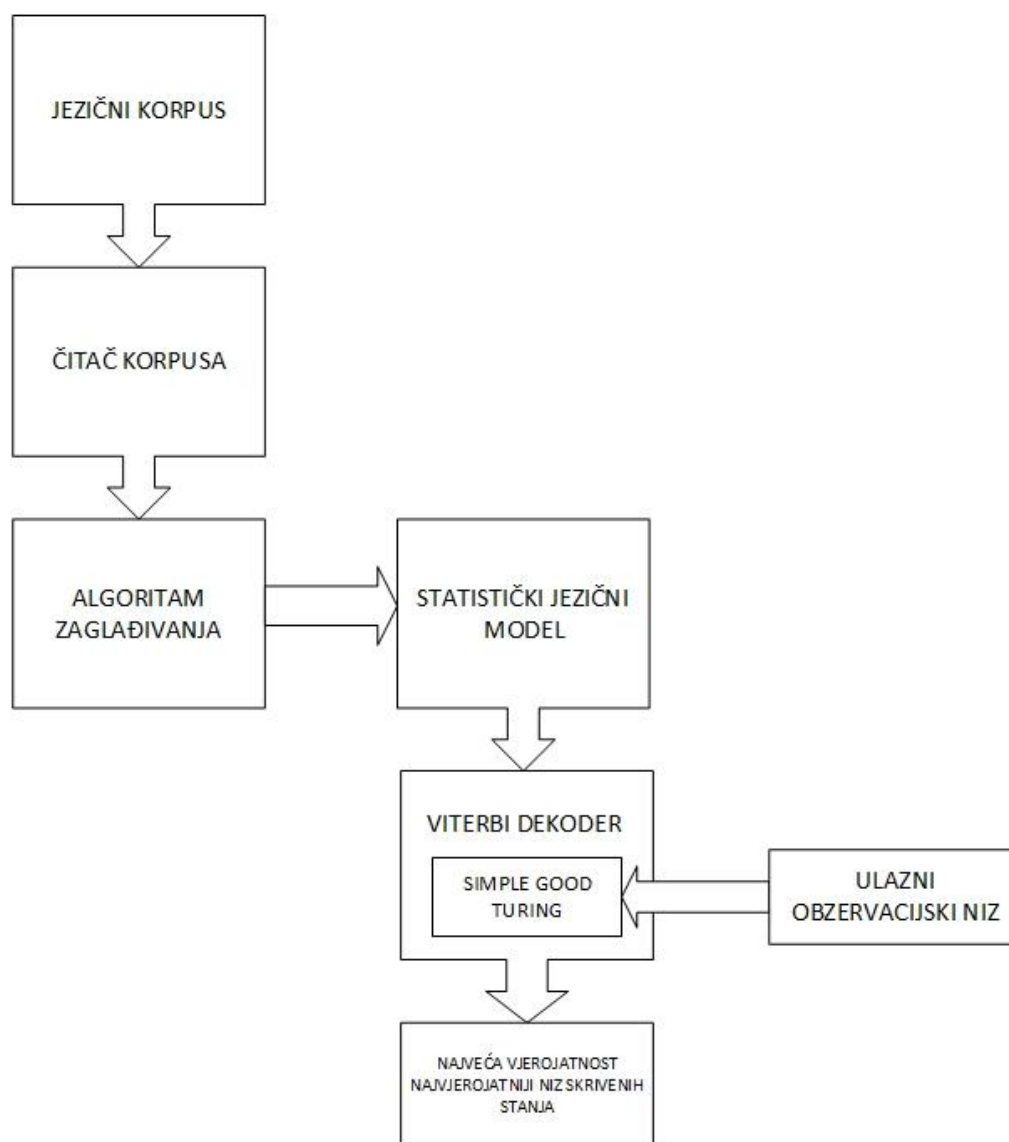 JEZIČNI KORPUS
ČITAČ KORPUSA
ALGORITAM
ZAGLAĐIVANJA
STATISTIČKI JEZIČNI
MODEL
VITERBI DEKODER
SIMPLE GOOD
TURING
ULAZNI
OBZERVACIJSKI NIZ
NAJVEĆA VJEROJATNOST
NAJVJEROJATNIJI NIZ SKRIVENIH
STANJA